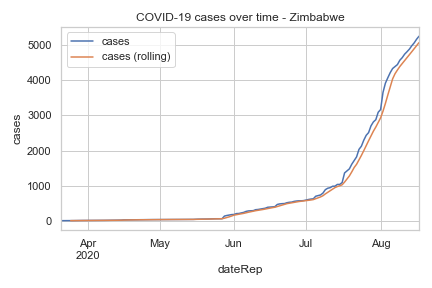 COVID-19 cases over time - Zimbabwe
cases
cases (rolling)
5000
4000
3000
2000
1000
0
cases
Apr
2020
May
Jun
Jul
Aug
dateRep